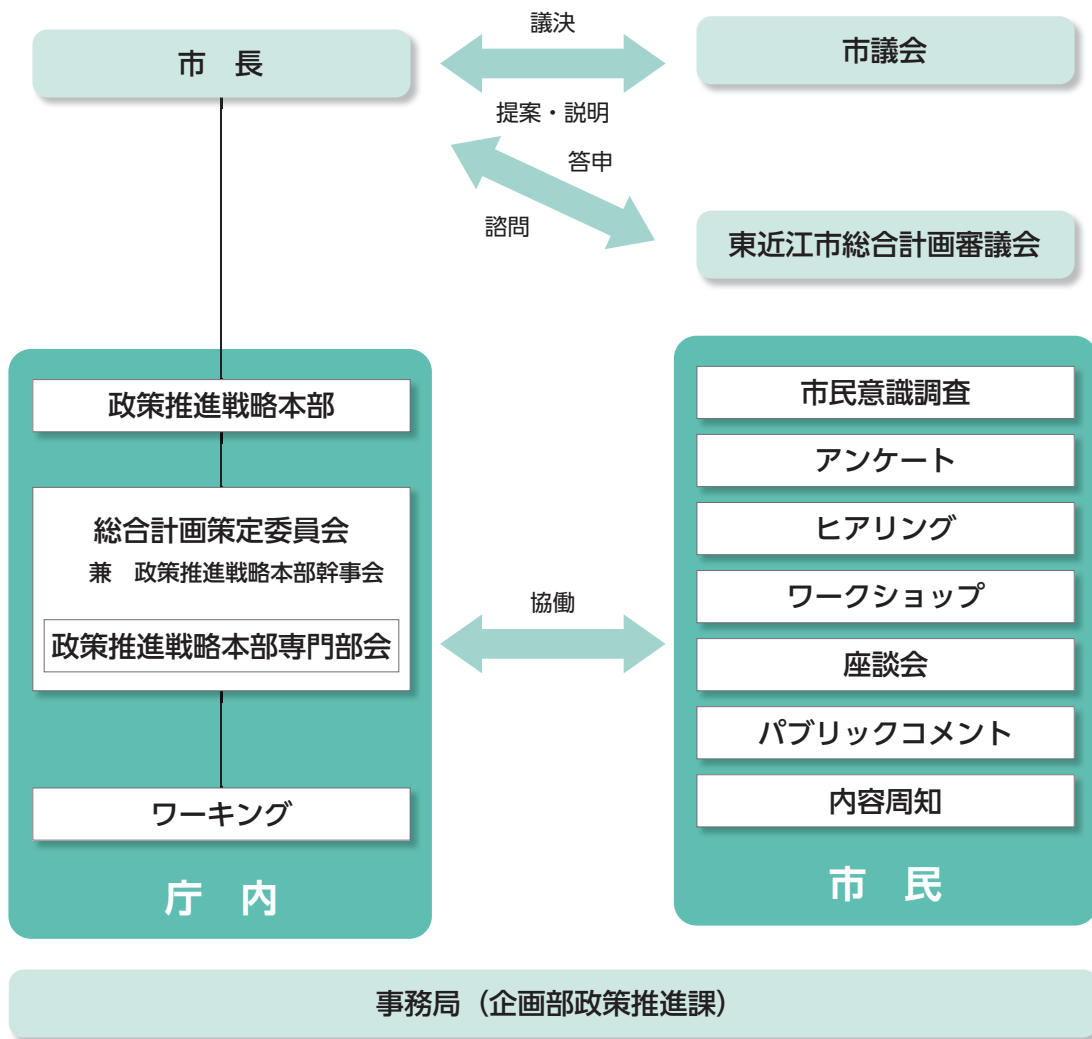 市 長
議決
市議会
提案・説明
答申
諮問
東近江市総合計画審議会
政策推進戦略本部
総合計画策定委員会
兼 政策推進戦略本部幹事会
政策推進戦略本部専門部会
ワーキング
庁 内
協働
市民意識調査
アンケート
ヒアリング
ワークショップ
座談会
パブリックコメント
内容周知
市 民
事務局（企画部政策推進課）